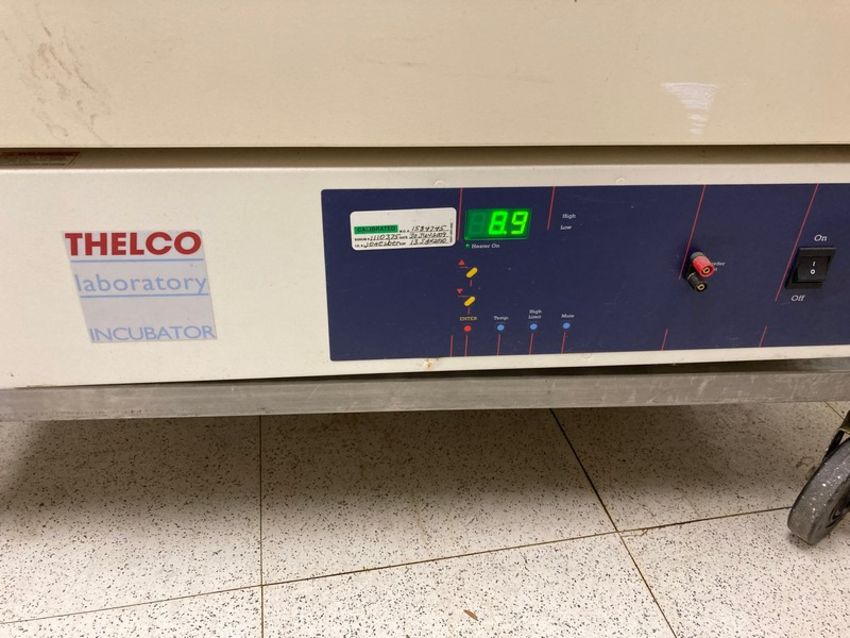 THELCO
laboratory
INCUBATOR
CALIBRATED
8.9
High
Low
Heater On
ENTER
Temp.
High
Limit
Mute
On
Off